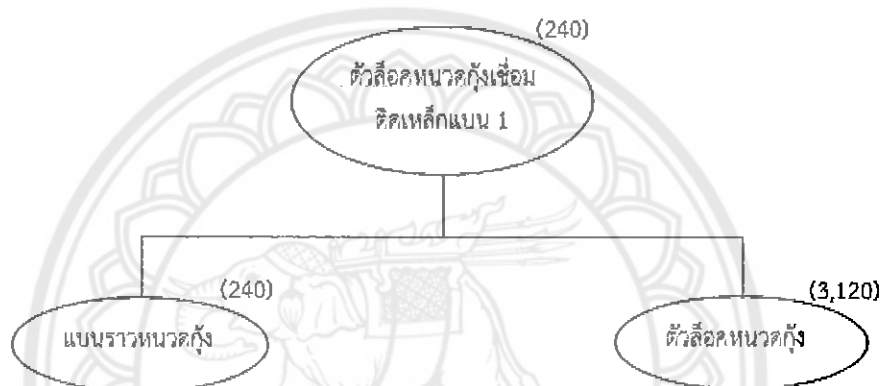 (240)
ตัวล็อคหนวดกุ้งเชื่อม
ติดเหล็กแบน 1
(240)
แบนราวหนวดกุ้ง
(3,120)
ตัวล็อคหนวดกุ้ง